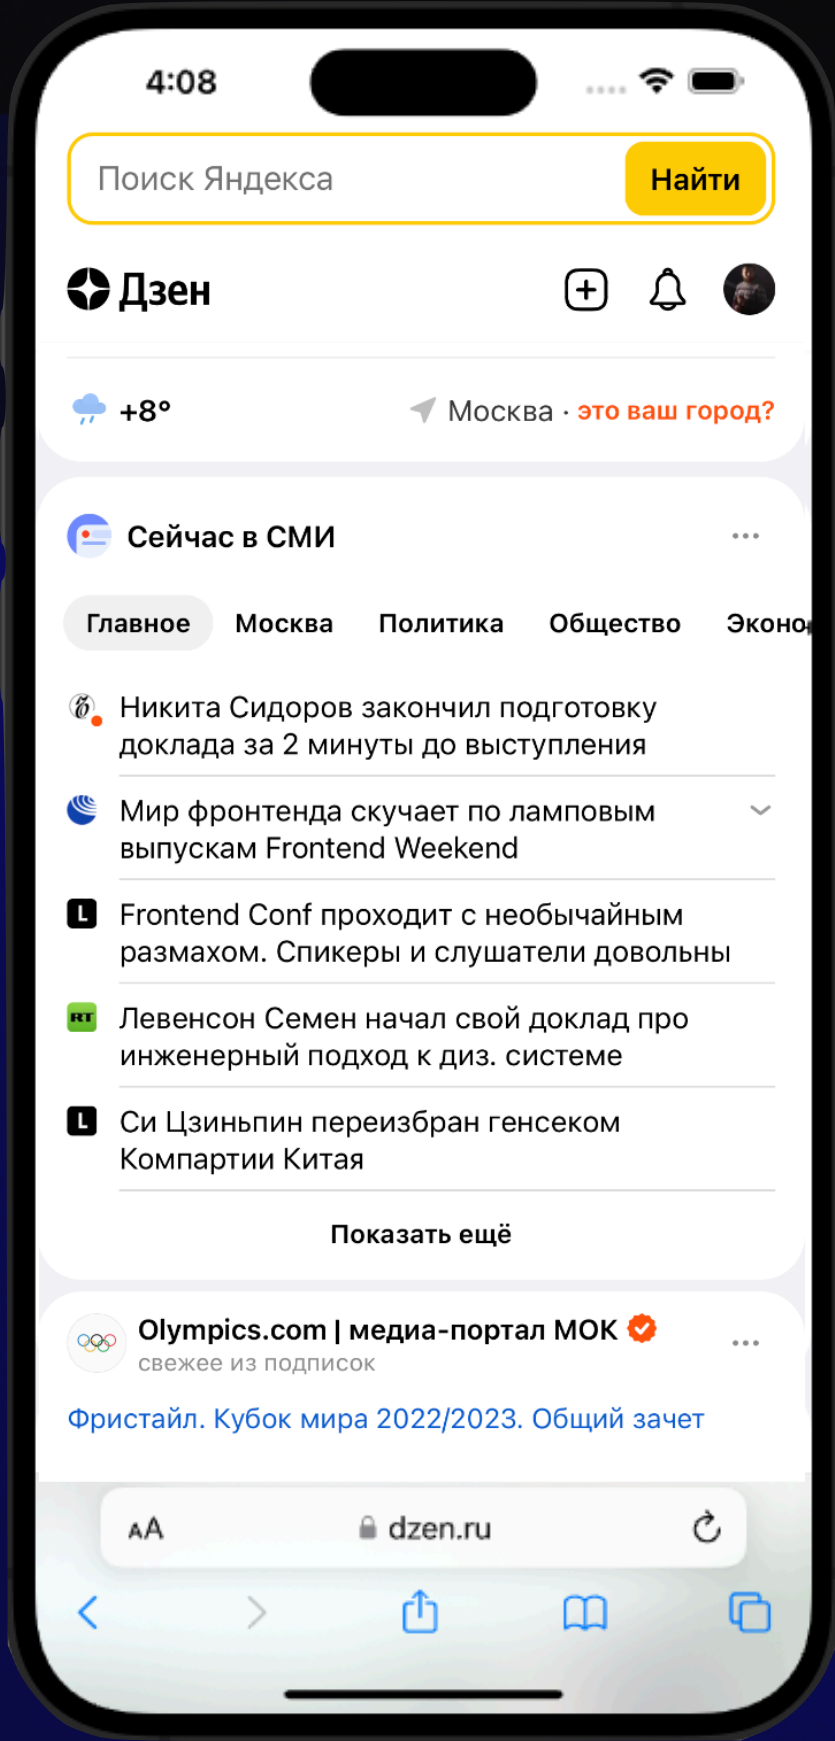 4:08
Поиск Яндекса
Найти
Дзен
+8°
Москва · это ваш город?
Сейчас в СМИ
Главное Москва Политика Общество Эконо
Никита Сидоров закончил подготовку
доклада за 2 минуты до выступления
Мир фронтенда скучает по ламповым
выпускам Frontend Weekend
L
Frontend Conf проходит с необычайным
размахом. Спикеры и слушатели довольны
RT
Левенсон Семен начал свой доклад про
инженерный подход к диз. системе
L
Си Цзиньпин переизбран генсеком
Компартии Китая
Показать ещё
Olympics.com | медиа-портал МОК
свежее из подписок
Фристайл. Кубок мира 2022/2023. Общий зачет
AA
dzen.ru